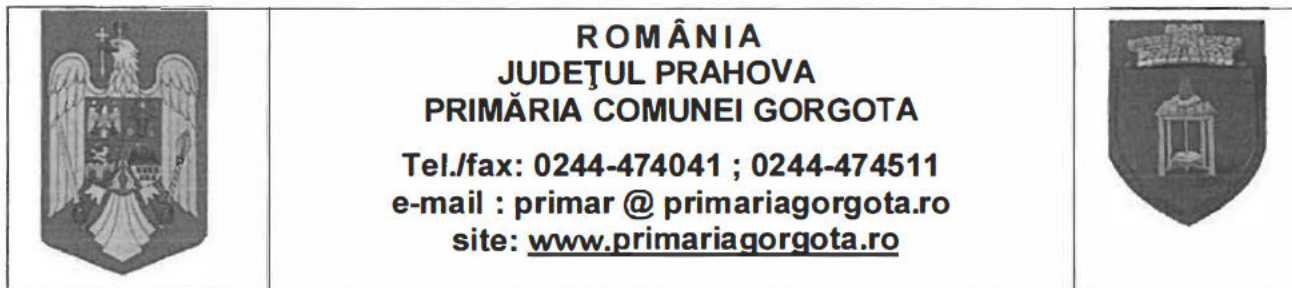 ROMÂNIA
JUDEŢUL PRAHOVA
PRIMĂRIA COMUNEI GORGOTA
Tel./fax: 0244-474041 ; 0244-474511
e-mail : primar @ primariagorgota.ro
site: www.primariagorgota.ro